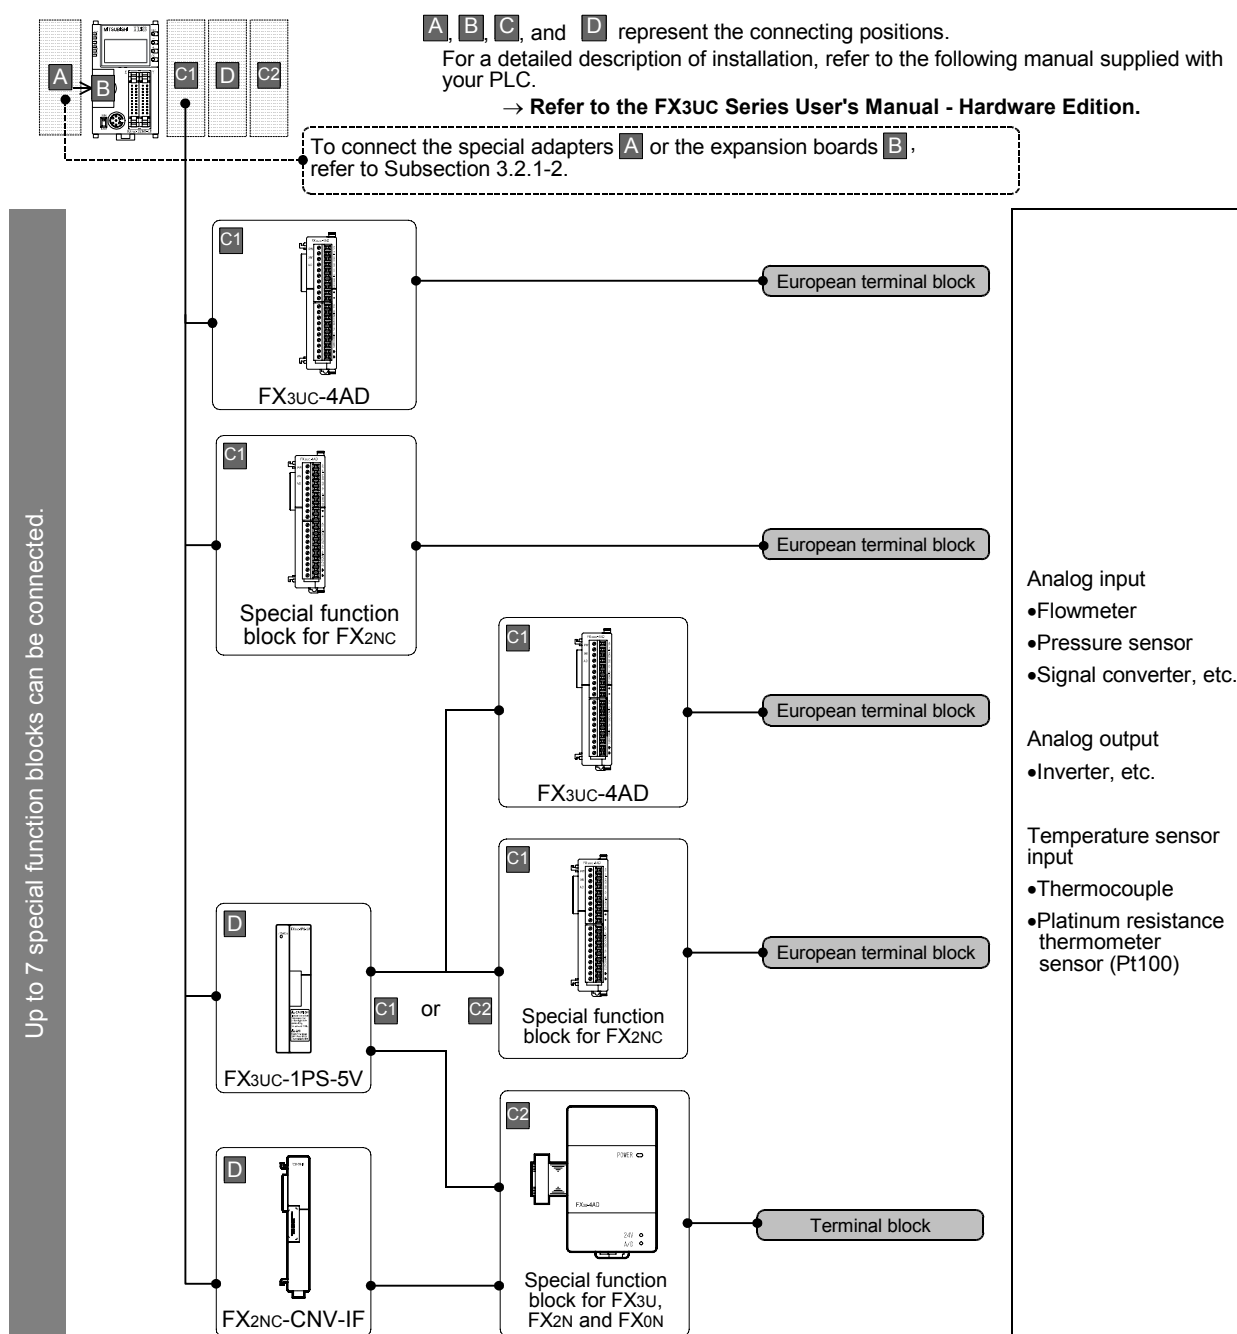 A, B, C, and D represent the connecting positions.
For a detailed description of installation, refer to the following manual supplied with
your PLC.
→ Refer to the FX3UC Series User's Manual - Hardware Edition.
A B C1 D C2
MITSUBISHI
To connect the special adapters A or the expansion boards B,
refer to Subsection 3.2.1-2.
Up to 7 special function blocks can be connected.
C1
FX3UC-4AD
European terminal block
C1
Special function
block for FX2NC
European terminal block
C1
FX3UC-4AD
European terminal block
C1
Special function
block for FX2NC
European terminal block
D
FX3UC-1PS-5V
C1 or C2
C2
POWER
FX2N-4AD
24V
A/D
Special function
block for FX3U,
FX2N and FX0N
Terminal block
D
FX2NC-CNV-IF
Analog input
•Flowmeter
•Pressure sensor
•Signal converter, etc.
Analog output
•Inverter, etc.
Temperature sensor
input
•Thermocouple
•Platinum resistance
thermometer
sensor (Pt100)